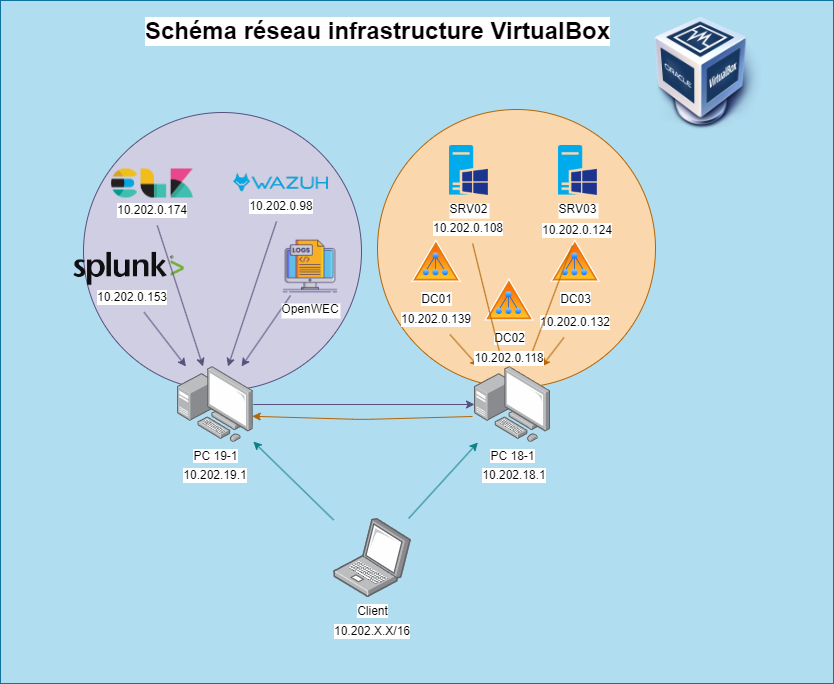 Schéma réseau infrastructure VirtualBox
ORACLE
VirtualBox
ELK
10.202.0.174
WAZUH
10.202.0.98
splunk>
10.202.0.153
LOGS
</>
OpenWEC
SRV02
10.202.0.108
SRV03
10.202.0.124
DC01
10.202.0.139
DC02
10.202.0.118
DC03
10.202.0.132
PC 19-1
10.202.19.1
PC 18-1
10.202.18.1
Client
10.202.X.X/16